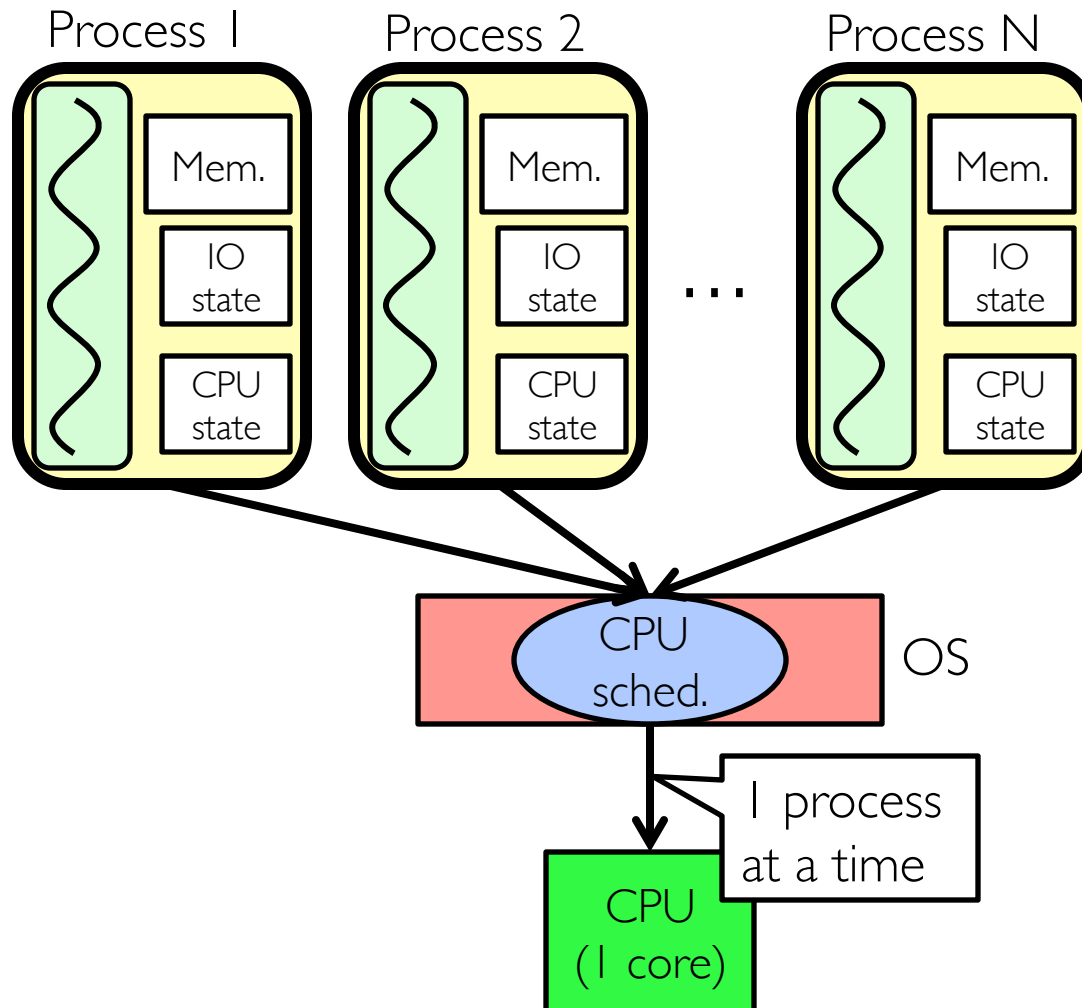 Process 1
Process 2
Process N
Mem.
IO
state
CPU
state
Mem.
IO
state
CPU
state
...
Mem.
IO
state
CPU
state
CPU
sched.
OS
1 process
at a time
CPU
(1 core)